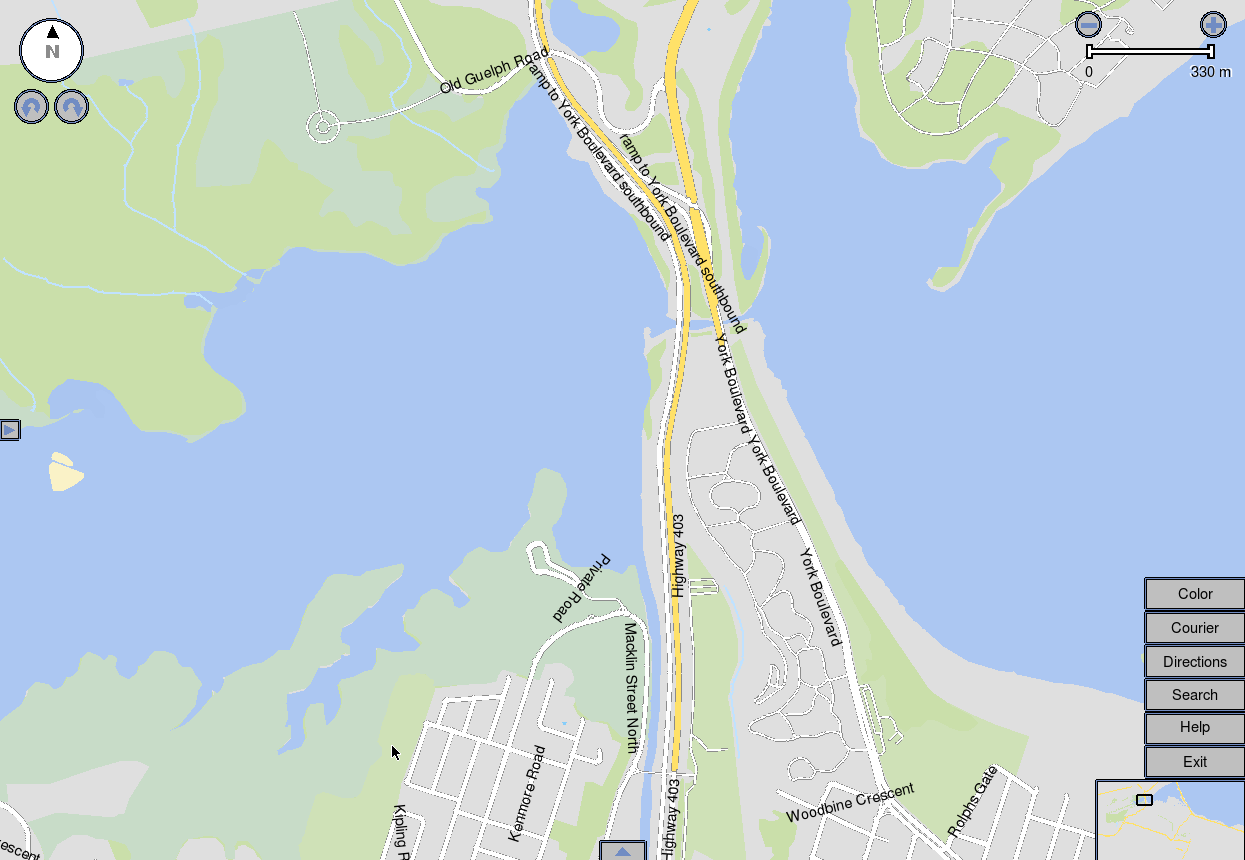 N
0
330 m
Old Guelph Road
ramp to York Boulevard southbound
ramp to York Boulevard southbound
York Boulevard
York Boulevard
York Boulevard
Highway 403
Private Road
Macklin Street North
Color
Courier
Directions
Search
Help
Exit
Kenmore Road
Kipling R
Highway 403
Woodbine Crescent
Rolphs Gate
escent